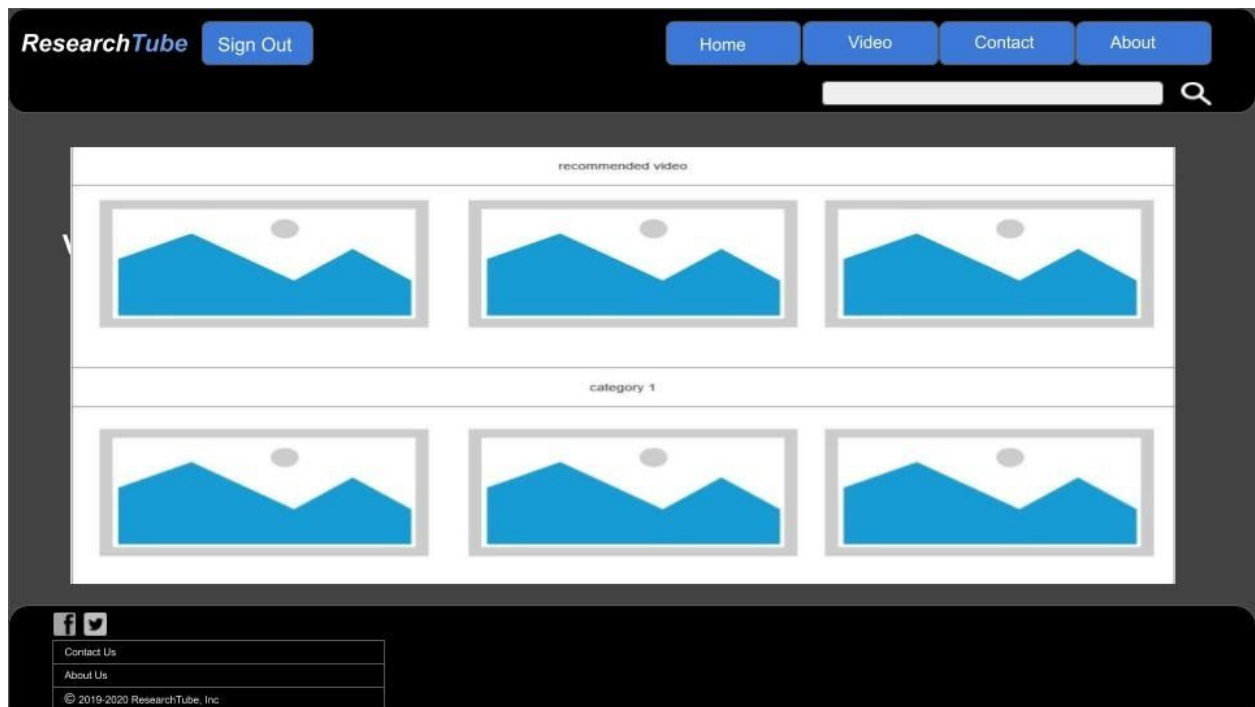 ResearchTube Sign Out Home Video Contact About
recommended video
category 1
Contact Us
About Us
© 2019-2020 ResearchTube, Inc